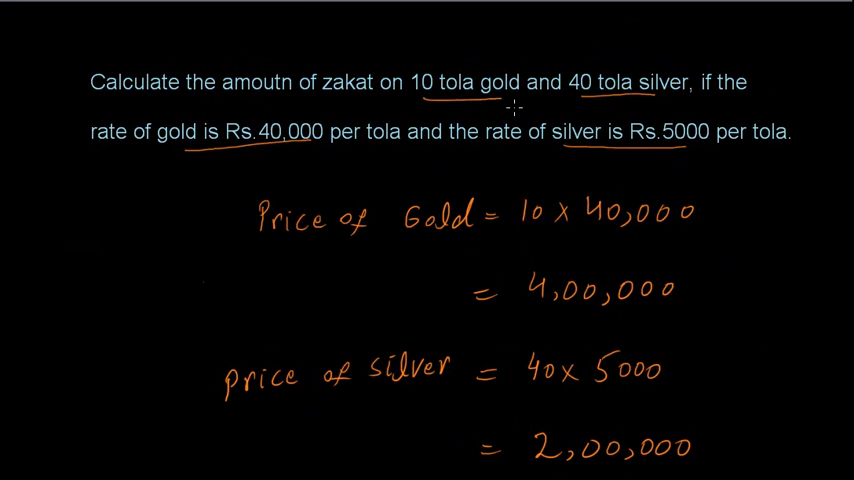 Calculate the amoutn of zakat on 10 tola gold and 40 tola silver, if the
rate of gold is Rs.40,000 per tola and the rate of silver is Rs.5000 per tola.
Price of Gold = 10 x 40,000
= 4,00,000
Price of silver = 40 x 5000
= 2,00,000